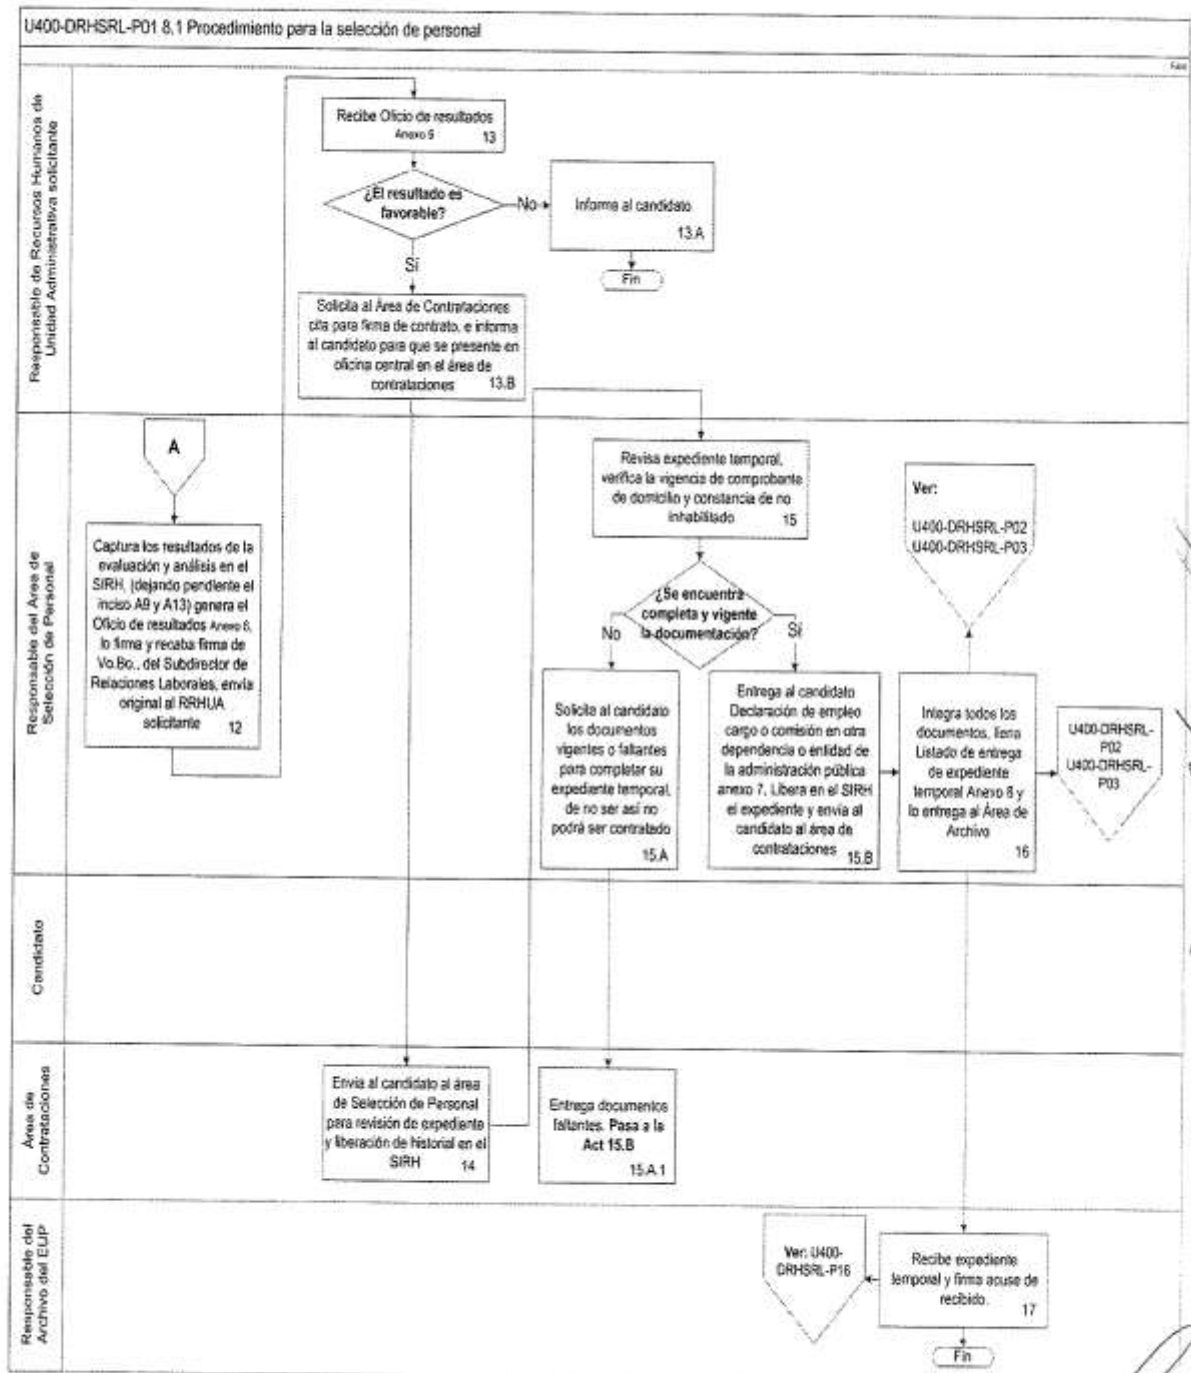 U400-DRHSRL-P01 8.1 Procedimiento para la selección de personal
Fase
Responsable de Recursos Humanos de
Unidad Administrativa solicitante
Recibe Oficio de resultados
Anexo 6
13
¿El resultado es
favorable?
No
Informa al candidato
13.A
Fin
Sí
Solicita al Área de Contrataciones
cita para firma de contrato, e informa
al candidato para que se presente en
oficina central en el área de
contrataciones
13.B
Responsable del Área de
Selección de Personal
A
Captura los resultados de la
evaluación y análisis en el
SIRH, (dejando pendiente el
inciso A9 y A13) genera el
Oficio de resultados Anexo 6,
lo firma y recaba firma de
Vo.Bo., del Subdirector de
Relaciones Laborales, envía
original al RRHUA
solicitante
12
Revisa expediente temporal,
verifica la vigencia de comprobante
de domicilio y constancia de no
inhabilitado
15
¿Se encuentra
completa y vigente
la documentación?
No
Sí
Solicita al candidato
los documentos
vigentes o faltantes
para completar su
expediente temporal,
de no ser así no
podrá ser contratado
15.A
Entrega al candidato
Declaración de empleo
cargo o comisión en otra
dependencia o entidad de
la administración pública
anexo 7, Libera en el SIRH
el expediente y envía al
candidato al área de
contrataciones
15.B
Ver:
U400-DRHSRL-P02
U400-DRHSRL-P03
Integra todos los
documentos, llena
Listado de entrega
de expediente
temporal Anexo 8 y
lo entrega al Área de
Archivo
16
U400-DRHSRL-
P02
U400-DRHSRL-
P03
Candidato
Área de
Contrataciones
Envía al candidato al área
de Selección de Personal
para revisión de expediente
y liberación de historial en el
SIRH
14
Entrega documentos
faltantes. Pasa a la
Act 15.B
15.A.1
Responsable del
Archivo del EUP
Ver: U400-
DRHSRL-P16
Recibe expediente
temporal y firma acuse de
recibido.
17
Fin